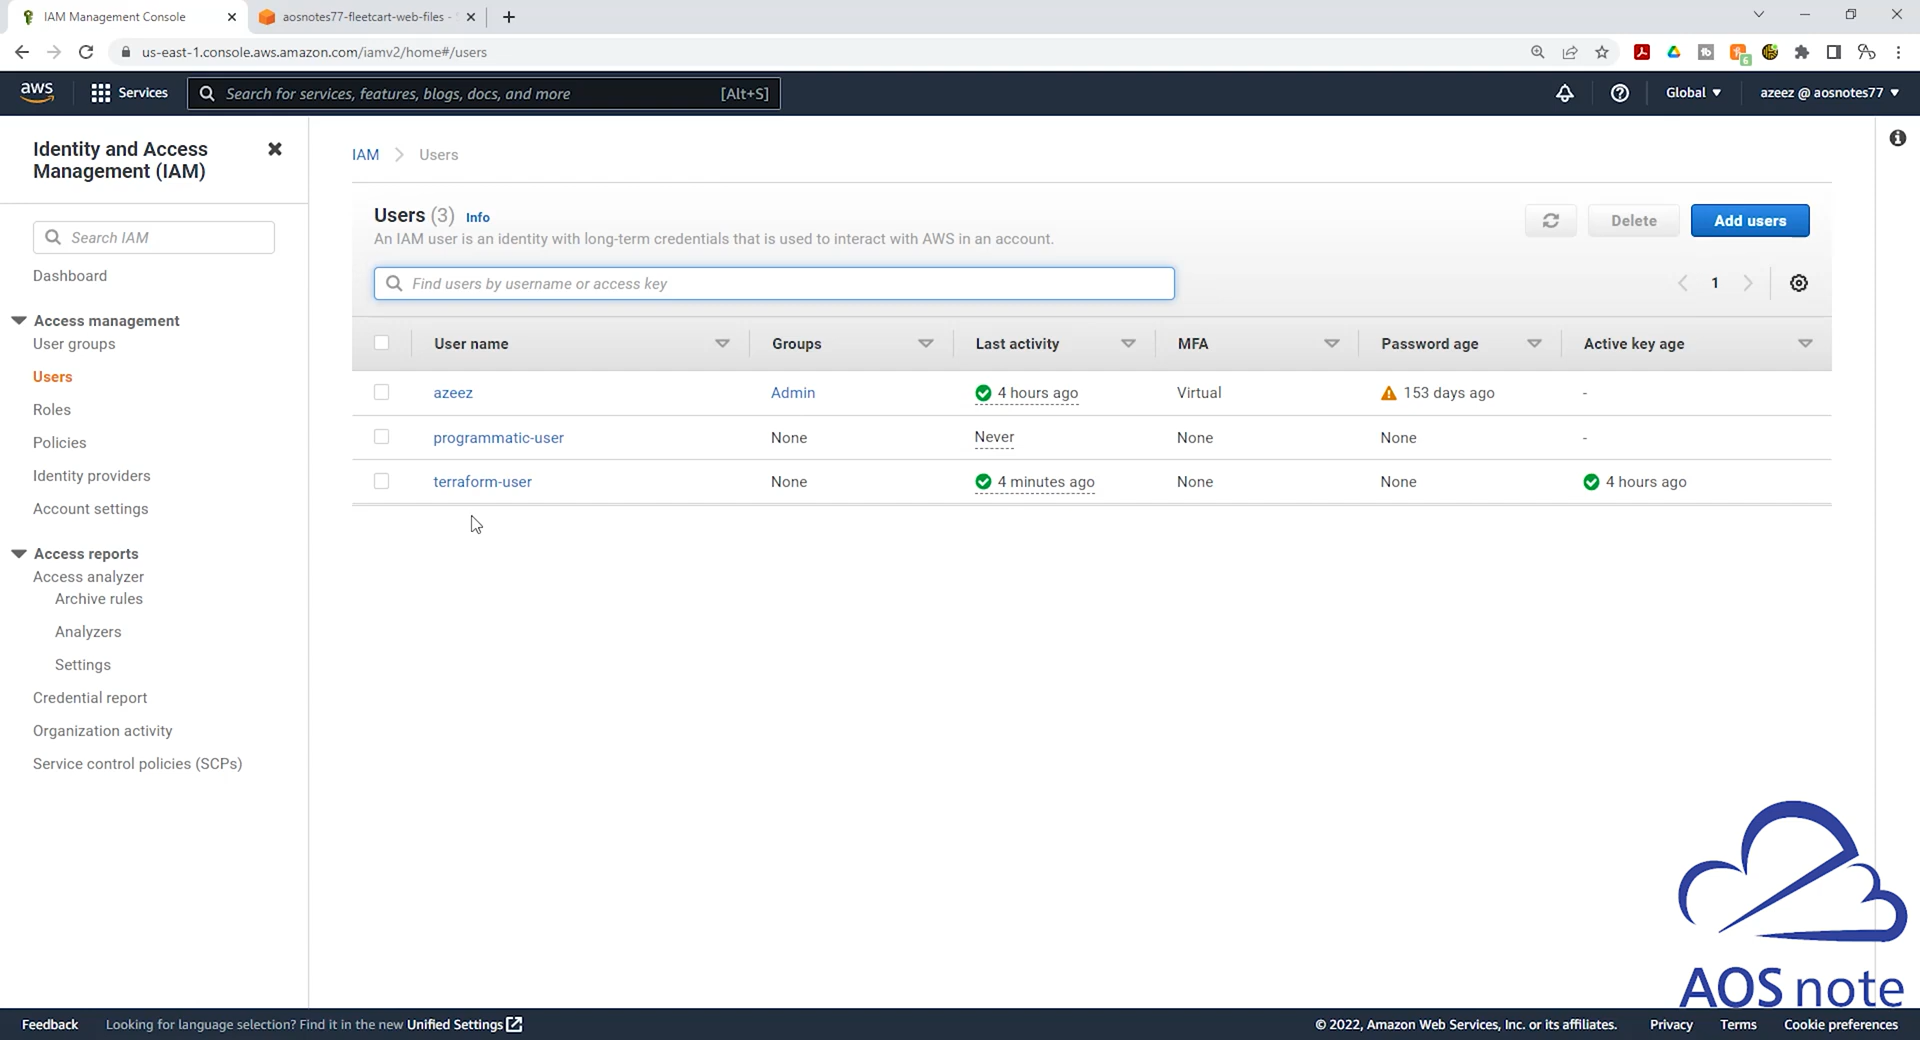 IAM Management Console
aosnotes77-fleetcart-web-files -
us-east-1.console.aws.amazon.com/iamv2/home#/users
6
aws
Services
Search for services, features, blogs, docs, and more
[Alt+S]
Global
azeez @ aosnotes77
Identity and Access
Management (IAM)
Search IAM
Dashboard
Access management
User groups
Users
Roles
Policies
Identity providers
Account settings
Access reports
Access analyzer
Archive rules
Analyzers
Settings
Credential report
Organization activity
Service control policies (SCPs)
IAM > Users
Users (3) Info
An IAM user is an identity with long-term credentials that is used to interact with AWS in an account.
Delete
Add users
Find users by username or access key
1
User name Groups Last activity MFA Password age Active key age
azeez Admin 4 hours ago Virtual 153 days ago -
programmatic-user None Never None None -
terraform-user None 4 minutes ago None None 4 hours ago
AOS note
Feedback
Looking for language selection? Find it in the new Unified Settings
© 2022, Amazon Web Services, Inc. or its affiliates.
Privacy
Terms
Cookie preferences